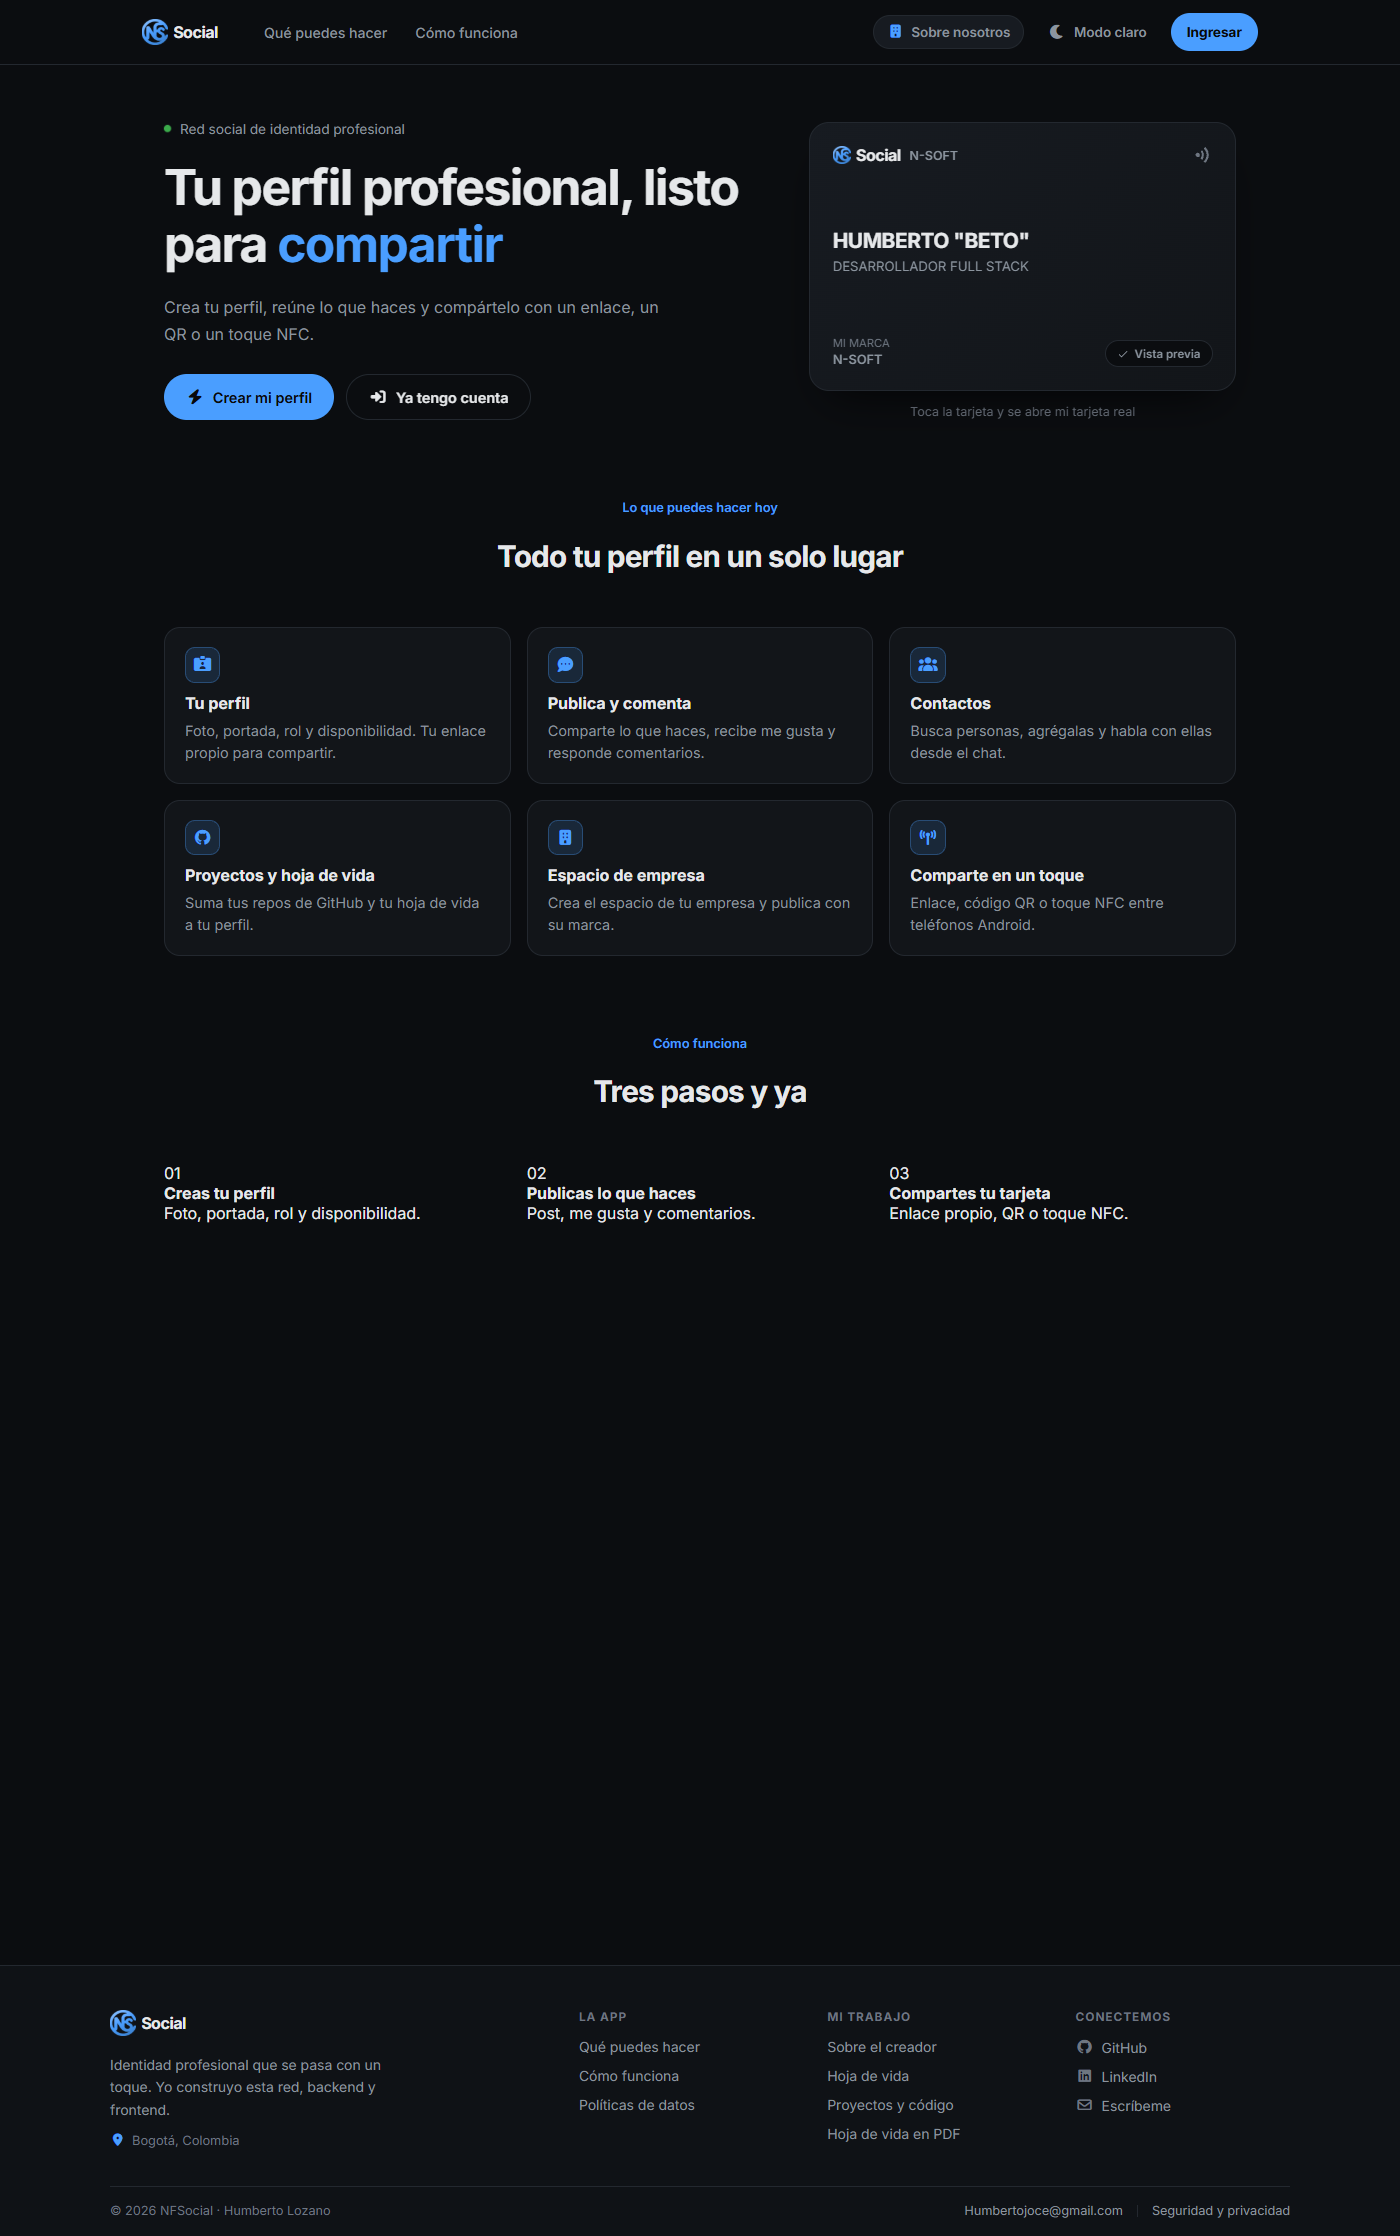 NS Social
Qué puedes hacer
Cómo funciona
Sobre nosotros
Modo claro
Ingresar
Red social de identidad profesional
Tu perfil profesional, listo
para compartir
Crea tu perfil, reúne lo que haces y compártelo con un enlace, un
QR o un toque NFC.
Crear mi perfil
Ya tengo cuenta
NS Social N-SOFT
HUMBERTO "BETO"
DESARROLLADOR FULL STACK
MI MARCA
N-SOFT
Vista previa
Toca la tarjeta y se abre mi tarjeta real
Lo que puedes hacer hoy
Todo tu perfil en un solo lugar
Tu perfil
Foto, portada, rol y disponibilidad. Tu enlace
propio para compartir.
Publica y comenta
Comparte lo que haces, recibe me gusta y
responde comentarios.
Contactos
Busca personas, agrégalas y habla con ellas
desde el chat.
Proyectos y hoja de vida
Suma tus repos de GitHub y tu hoja de vida
a tu perfil.
Espacio de empresa
Crea el espacio de tu empresa y publica con
su marca.
Comparte en un toque
Enlace, código QR o toque NFC entre
teléfonos Android.
Cómo funciona
Tres pasos y ya
01
Creas tu perfil
Foto, portada, rol y disponibilidad.
02
Publicas lo que haces
Post, me gusta y comentarios.
03
Compartes tu tarjeta
Enlace propio, QR o toque NFC.
NS Social
Identidad profesional que se pasa con un
toque. Yo construyo esta red, backend y
frontend.
Bogotá, Colombia
LA APP
Qué puedes hacer
Cómo funciona
Políticas de datos
MI TRABAJO
Sobre el creador
Hoja de vida
Proyectos y código
Hoja de vida en PDF
CONECTEMOS
GitHub
LinkedIn
Escríbeme
© 2026 NFSocial · Humberto Lozano
Humbertojoce@gmail.com
Seguridad y privacidad